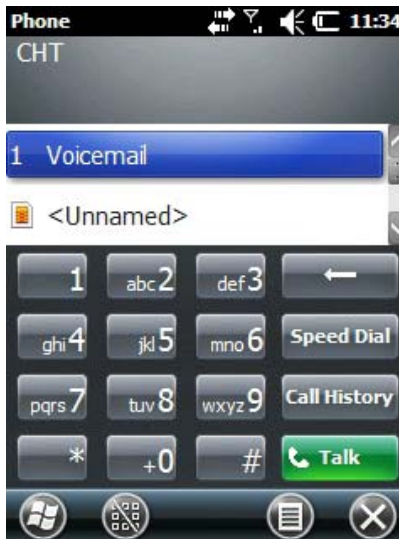 Phone 11:34
CHT
1 Voicemail
<Unnamed>
1 abc2 def3
ghi4 jkl5 mno6 Speed Dial
pqrs7 tuv8 wxyz9 Call History
* +0 # Talk